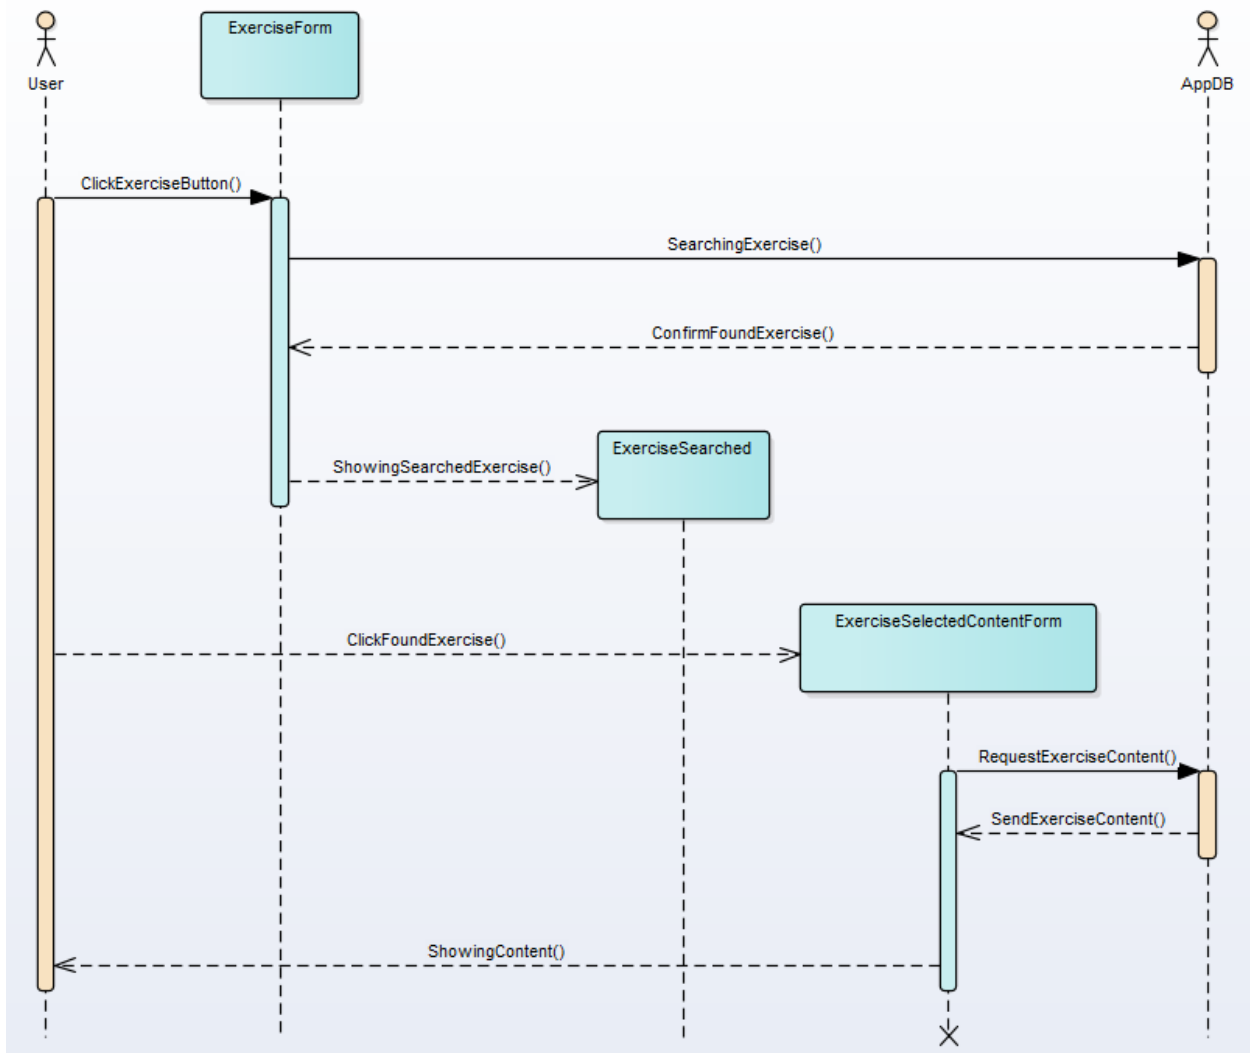 ExerciseForm
User
AppDB
ClickExerciseButton()
SearchingExercise()
ConfirmFoundExercise()
ExerciseSearched
ShowingSearchedExercise()
ExerciseSelectedContentForm
ClickFoundExercise()
RequestExerciseContent()
SendExerciseContent()
ShowingContent()